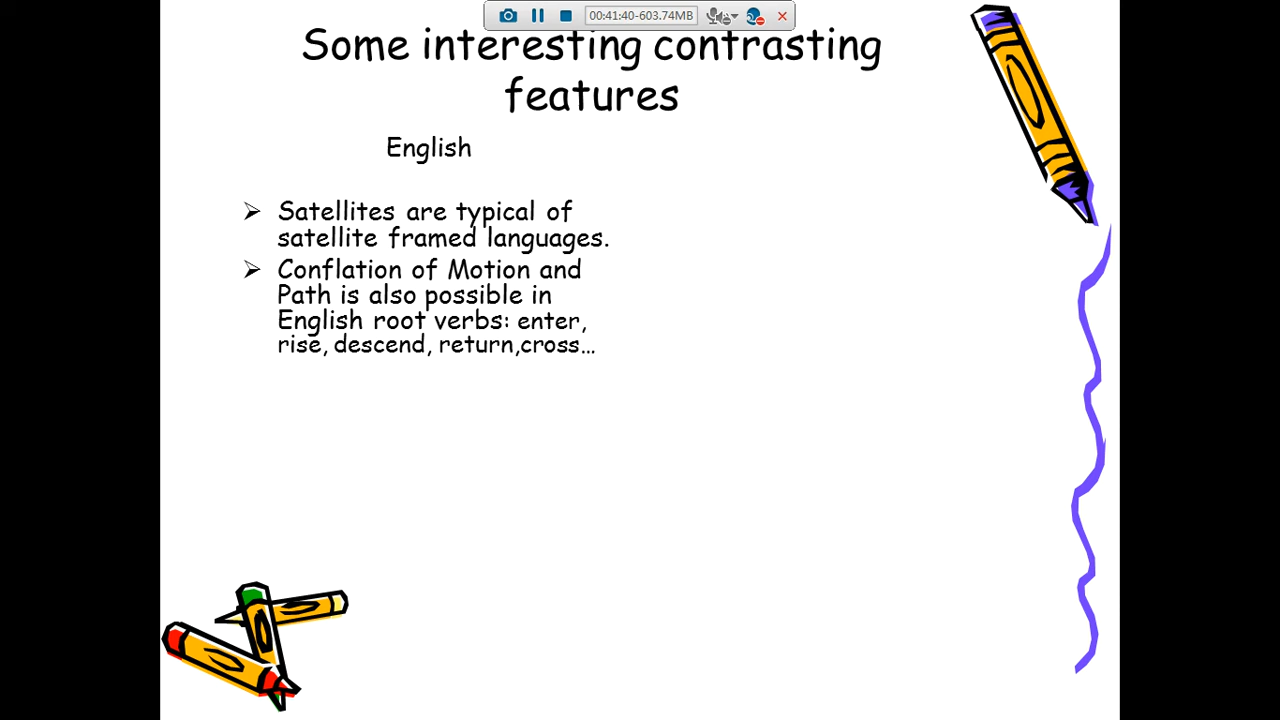 00:41:40-603.74MB
Some interesting contrasting
features
English
Satellites are typical of
satellite framed languages.
Conflation of Motion and
Path is also possible in
English root verbs: enter,
rise, descend, return,cross…